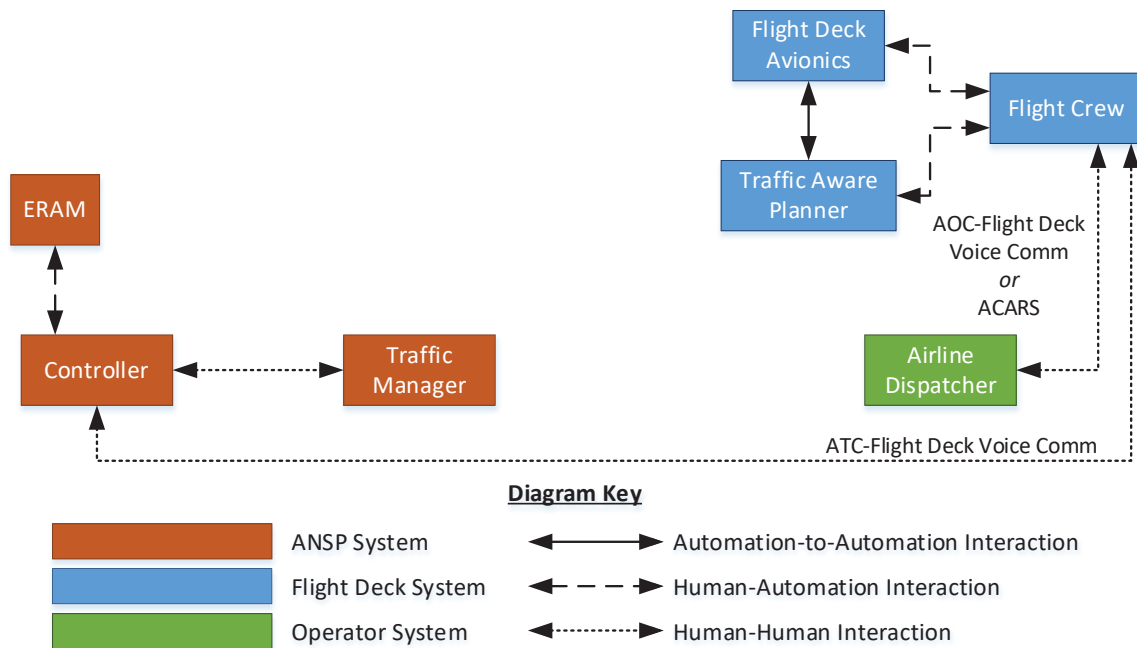 Flight Deck
Avionics
Flight Crew
Traffic Aware
Planner
ERAM
AOC-Flight Deck
Voice Comm
or
ACARS
Controller
Traffic
Manager
Airline
Dispatcher
ATC-Flight Deck Voice Comm
Diagram Key
ANSP System
Automation-to-Automation Interaction
Flight Deck System
Human-Automation Interaction
Operator System
Human-Human Interaction